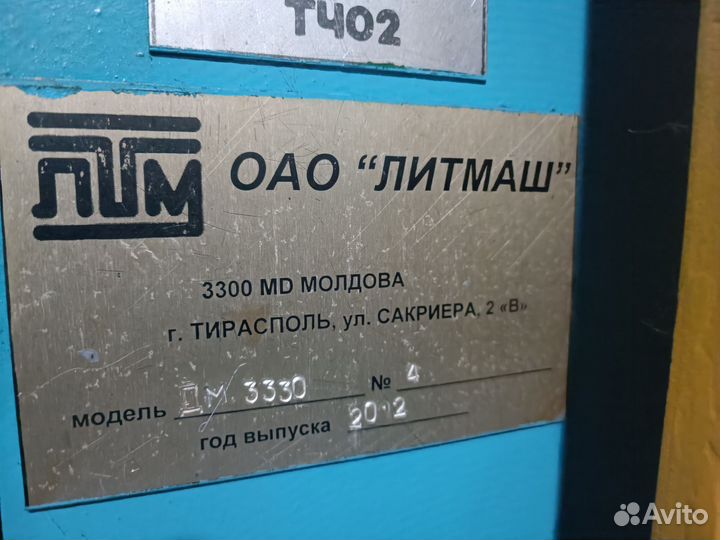 ТЧ02
ЛТМ ОАО “ЛИТМАШ”
3300 MD МОЛДОВА
г. ТИРАСПОЛЬ, ул. САКРИЕРА, 2 «В»
модель ДМ 3330 № 4
год выпуска 2012
Avito